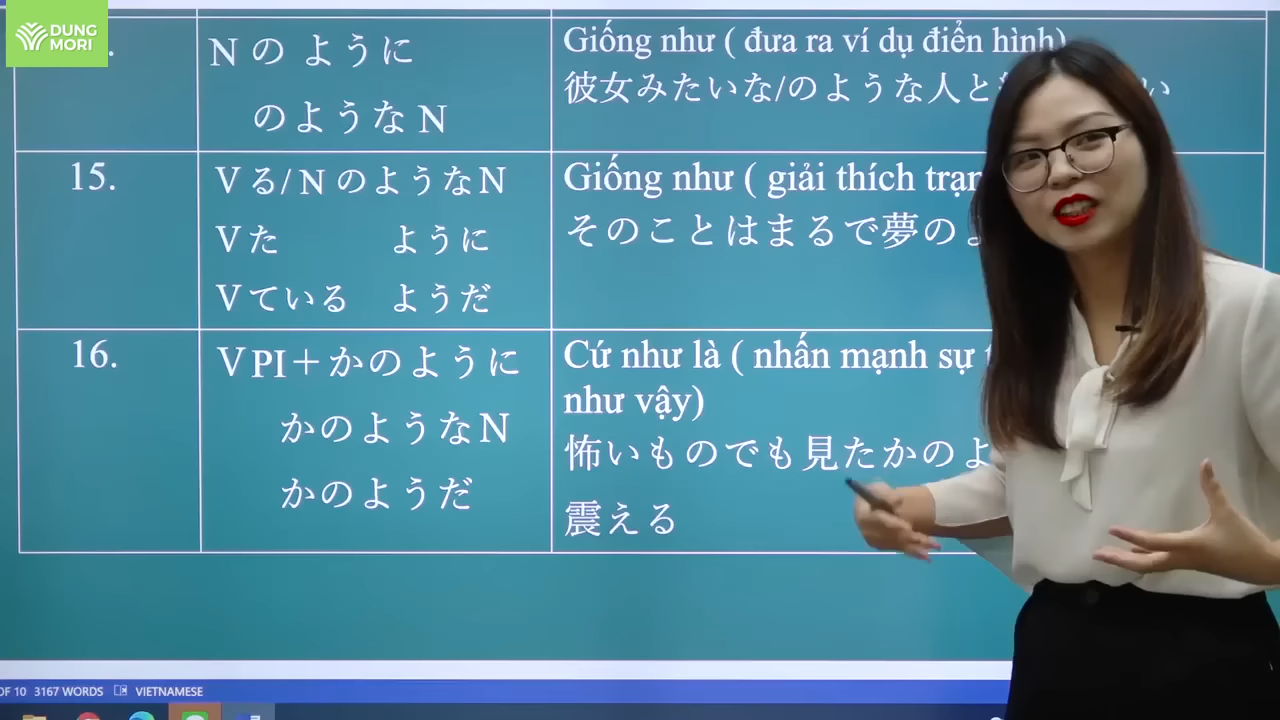 DUNG
MORI
N の ように
のような N
Giống như ( đưa ra ví dụ điển hình)
彼女みたいな/のような人と
い
15.
Vる/ N のようなN
Vた ように
Vている ようだ
Giống như ( giải thích
そのことはまるで夢の
16.
V PI＋かのように
かのようなN
かのようだ
Cứ như là ( nhấn mạnh sự
như vậy)
怖いものでも見たかのよ
震える
OF 10 3167 WORDS VIETNAMESE